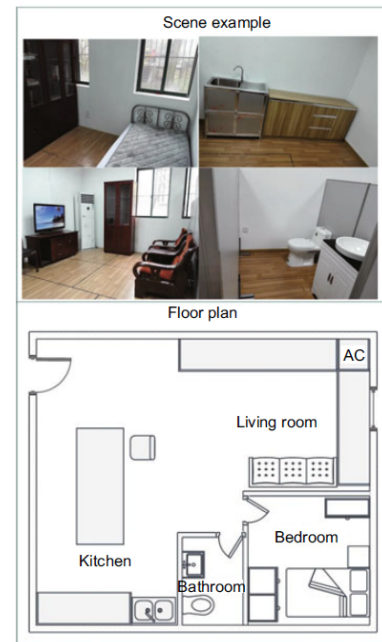 Scene example
Floor plan
AC
Living room
Bedroom
Kitchen
Bathroom